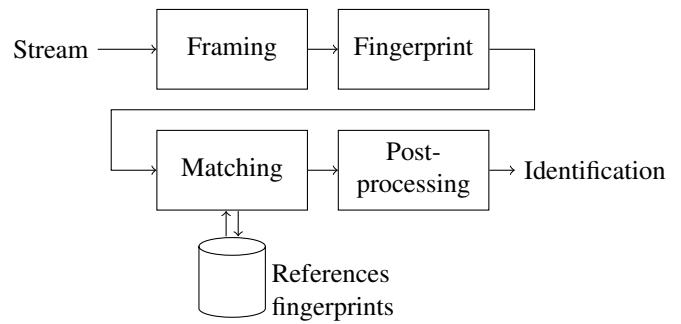 Stream
Framing
Fingerprint
Matching
Post-
processing
Identification
References
fingerprints